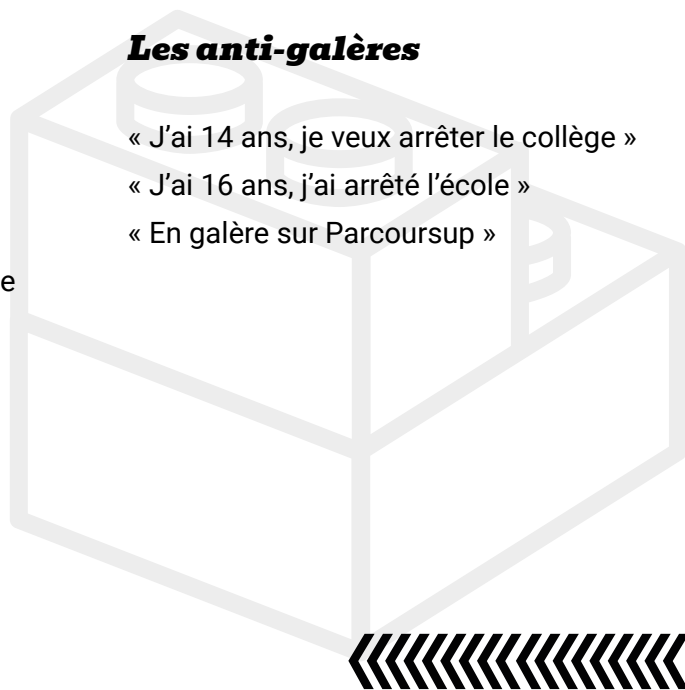 Les anti-galères
« J’ai 14 ans, je veux arrêter le collège »
« J’ai 16 ans, j’ai arrêté l’école »
« En galère sur Parcoursup »
e